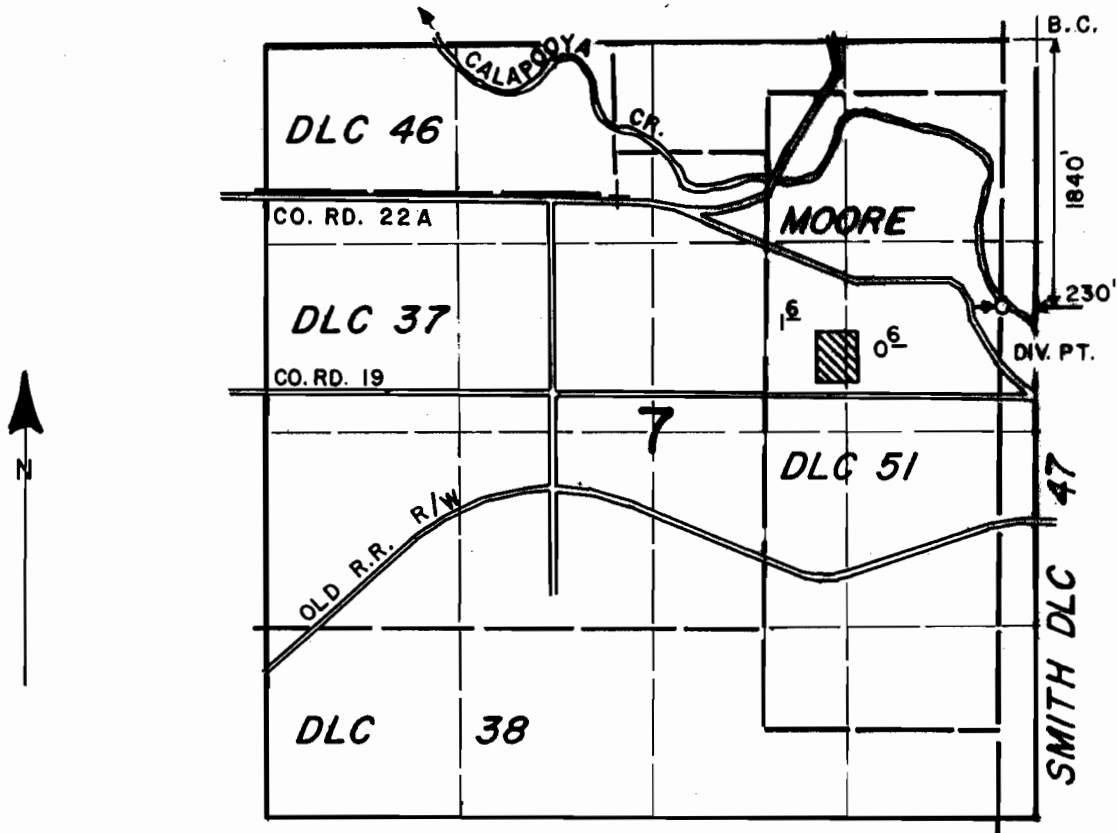 B.C.
CALAPOOYA
CR.
DLC 46
1840'
CO. RD. 22A
MOORE
230'
DLC 37
1 6
0 6
DIV. PT.
CO. RD. 19
7
N
DLC 51
OLD R.R. R/W
SMITH DLC 47
DLC 38